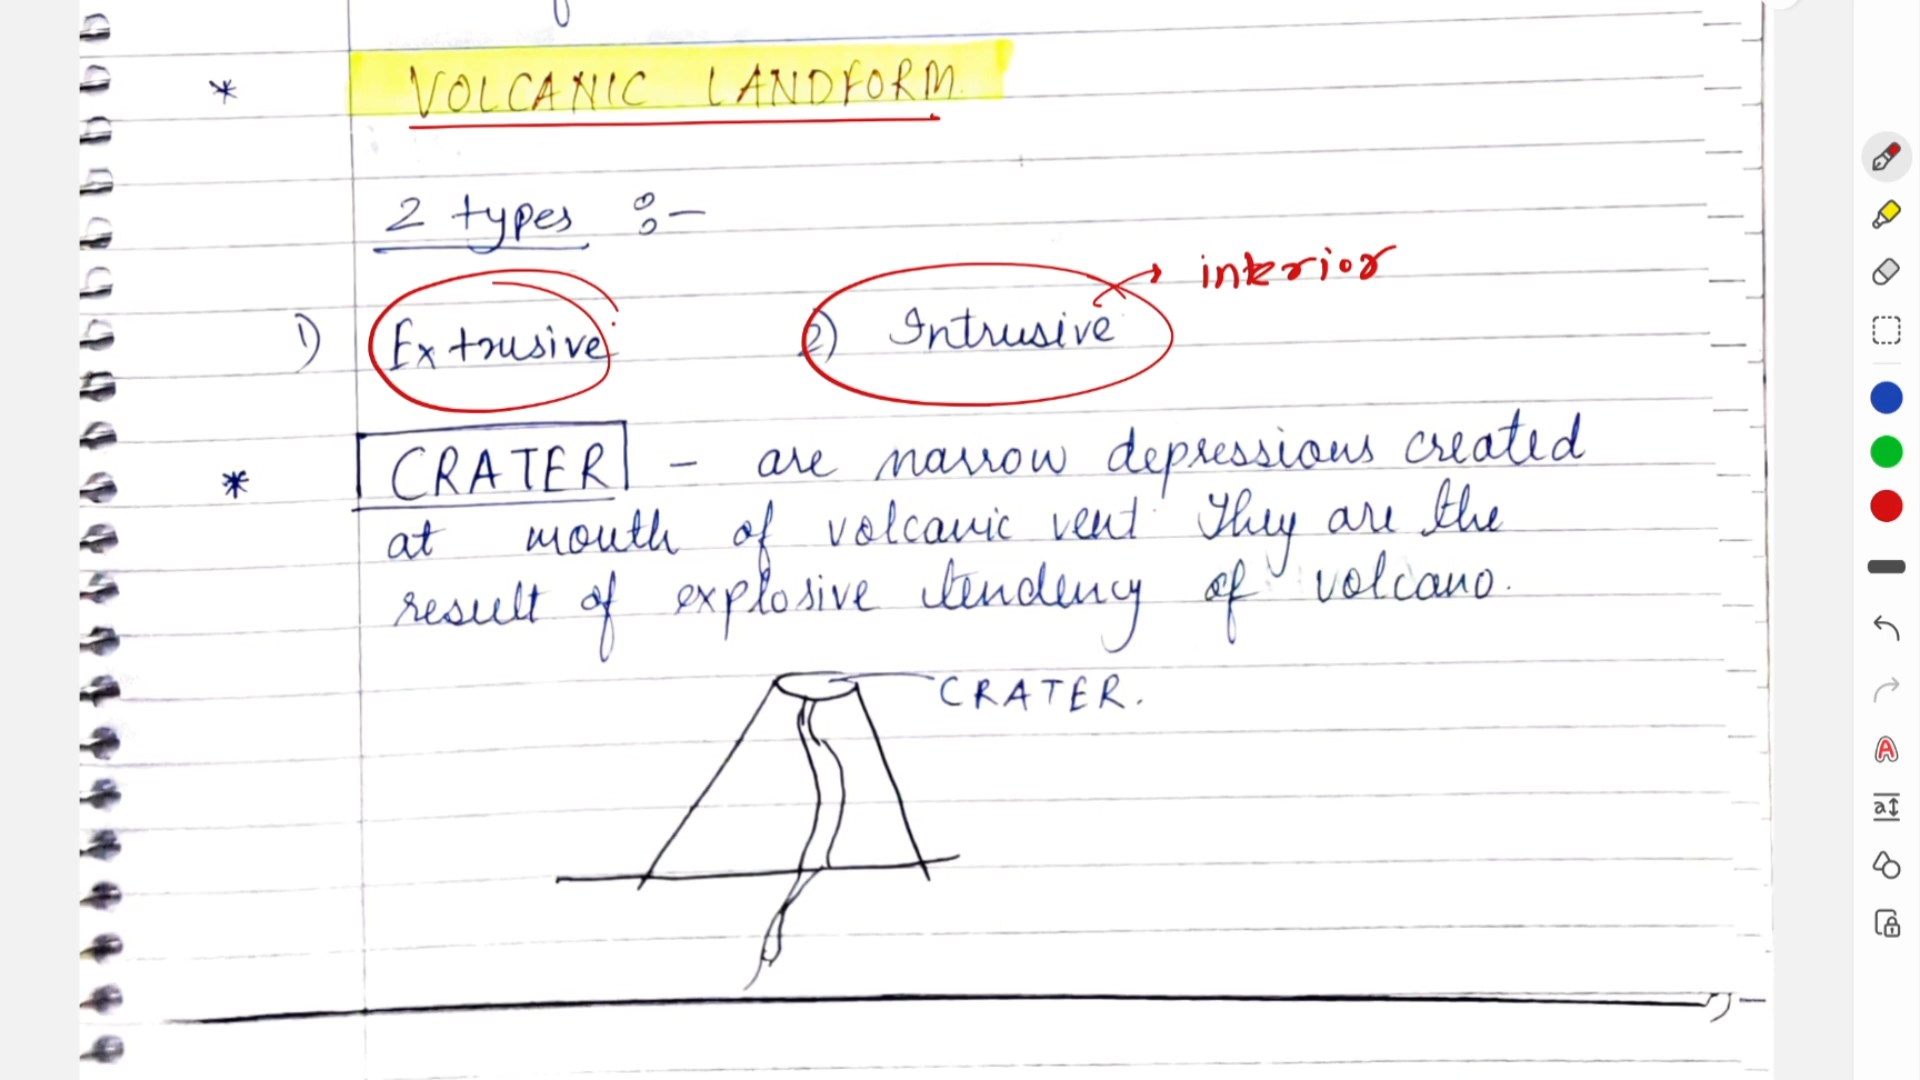 * VOLCANIC LANDFORM.
2 types :-
interior
1) Extrusive 2) Intrusive
* CRATER - are narrow depressions created
at mouth of volcanic vent. They are the
result of explosive tendency of volcano.
CRATER.